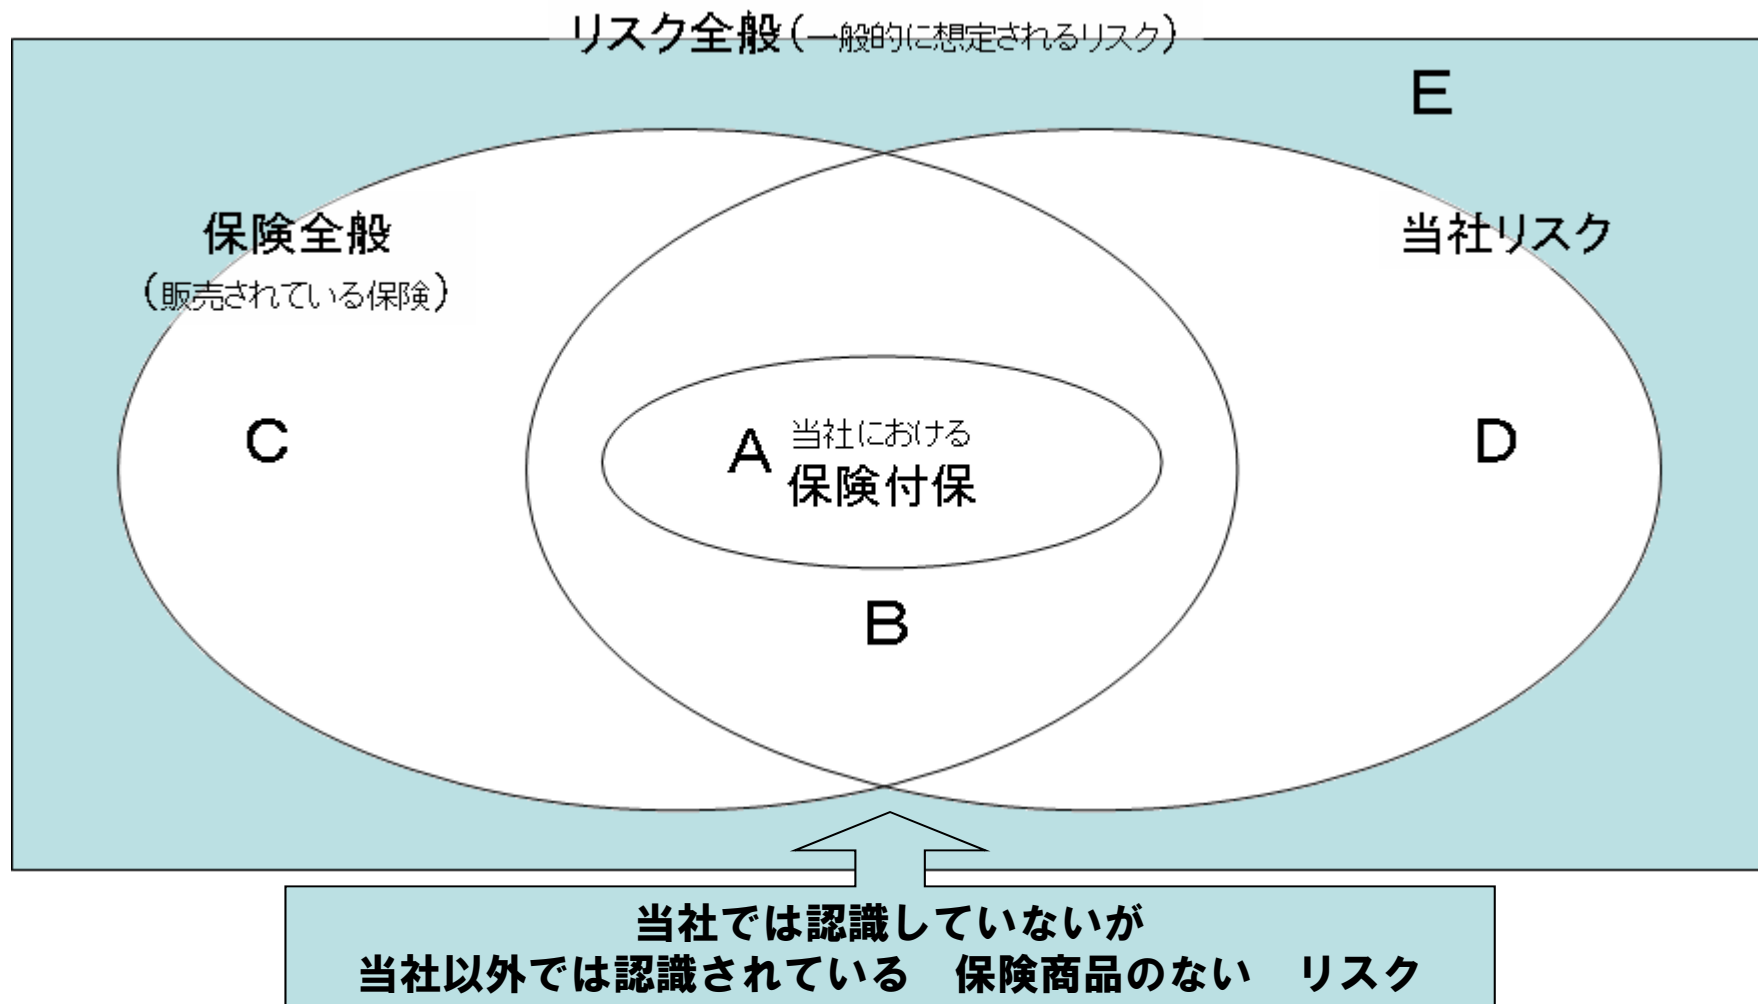 リスク全般(一般的に想定されるリスク)
E
保険全般
(販売されている保険)
当社リスク
C
A 当社における
保険付保
D
B
当社では認識していないが
当社以外では認識されている　保険商品のない　リスク